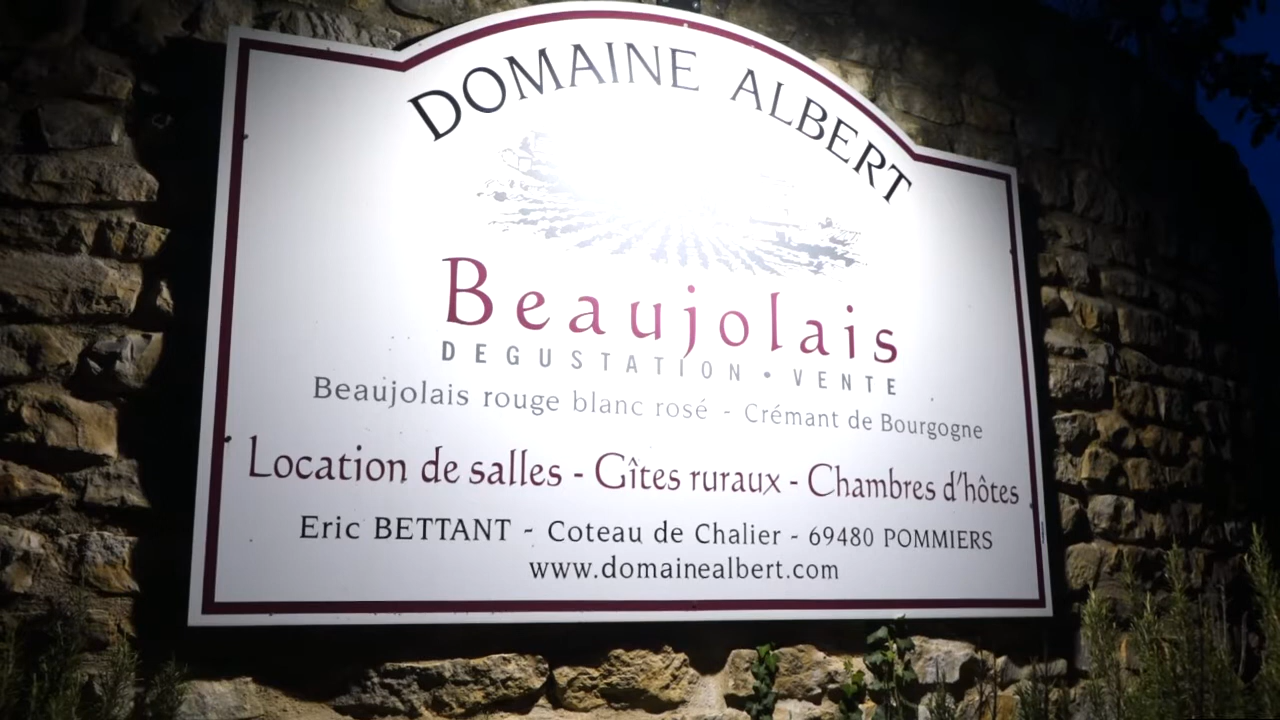 DOMAINE ALBERT
Beaujolais
DEGUSTATION • VENTE
Beaujolais rouge blanc rosé - Crémant de Bourgogne
Location de salles - Gîtes ruraux - Chambres d'hôtes
Eric BETTANT - Coteau de Chalier - 69480 POMMIERS
www.domainealbert.com